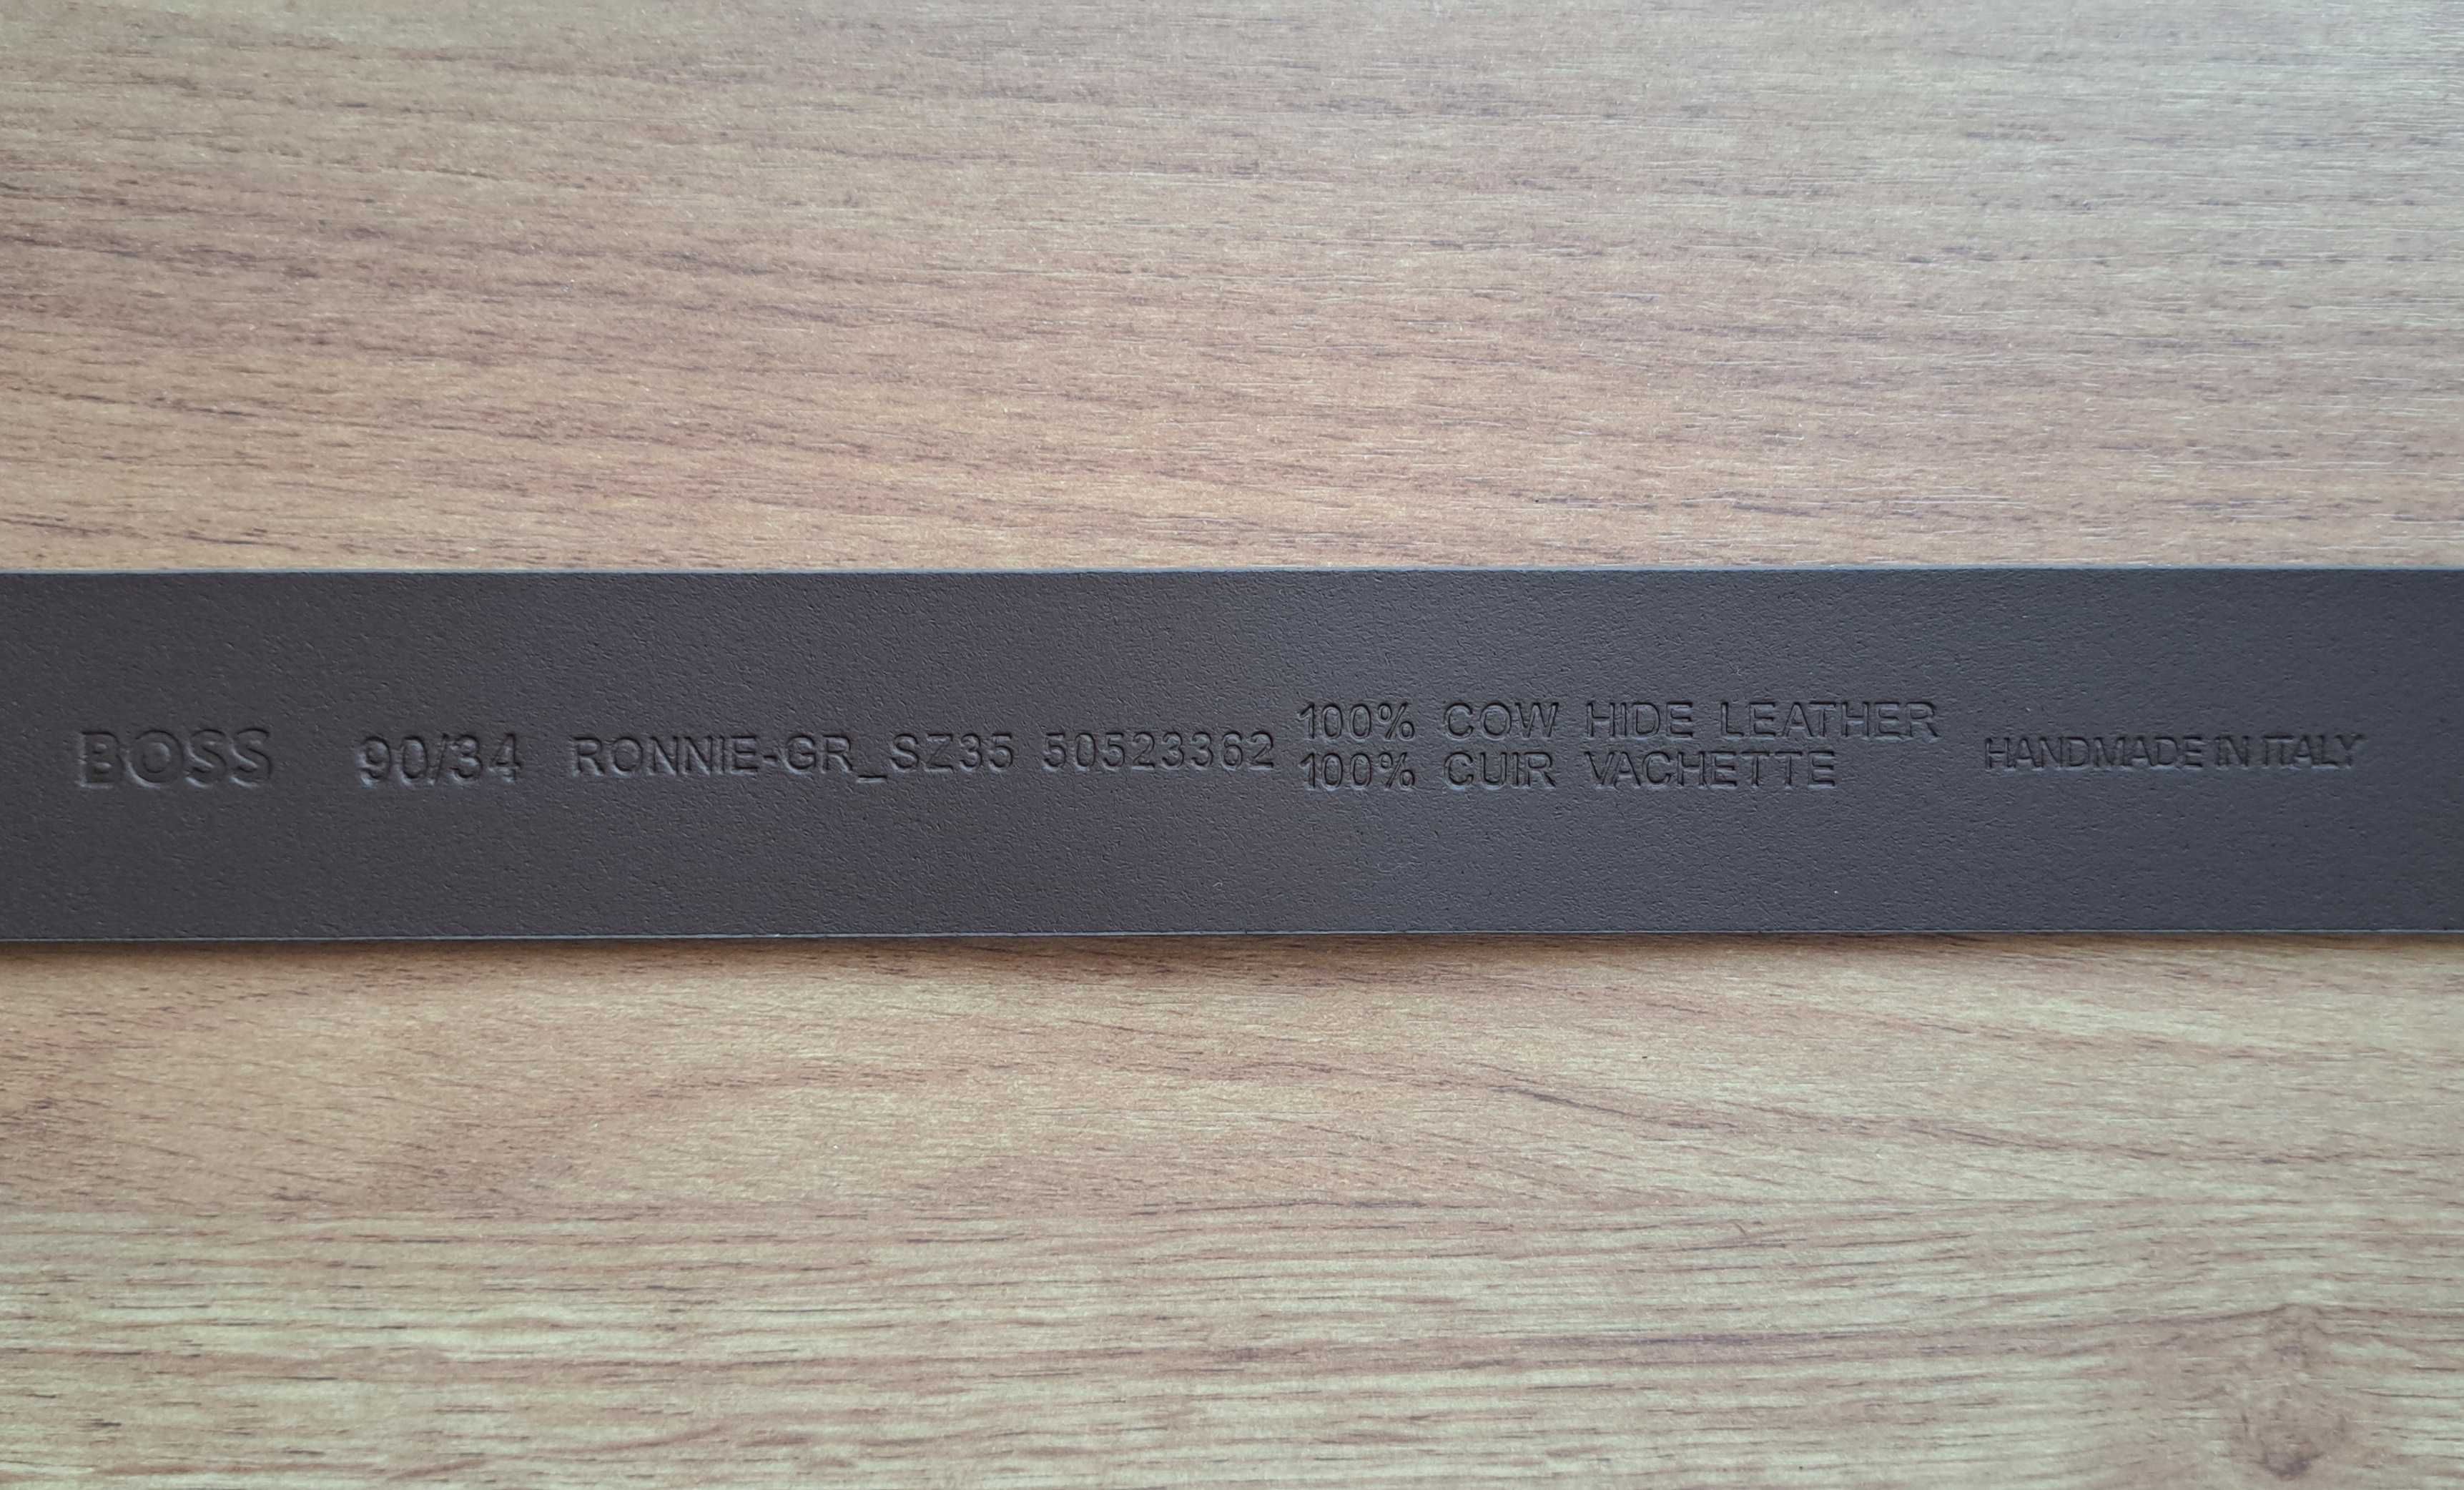 BOSS 90/34 RONNIE-GR_SZ35 50523362
100% COW HIDE LEATHER
100% CUIR VACHETTE
HANDMADE IN ITALY